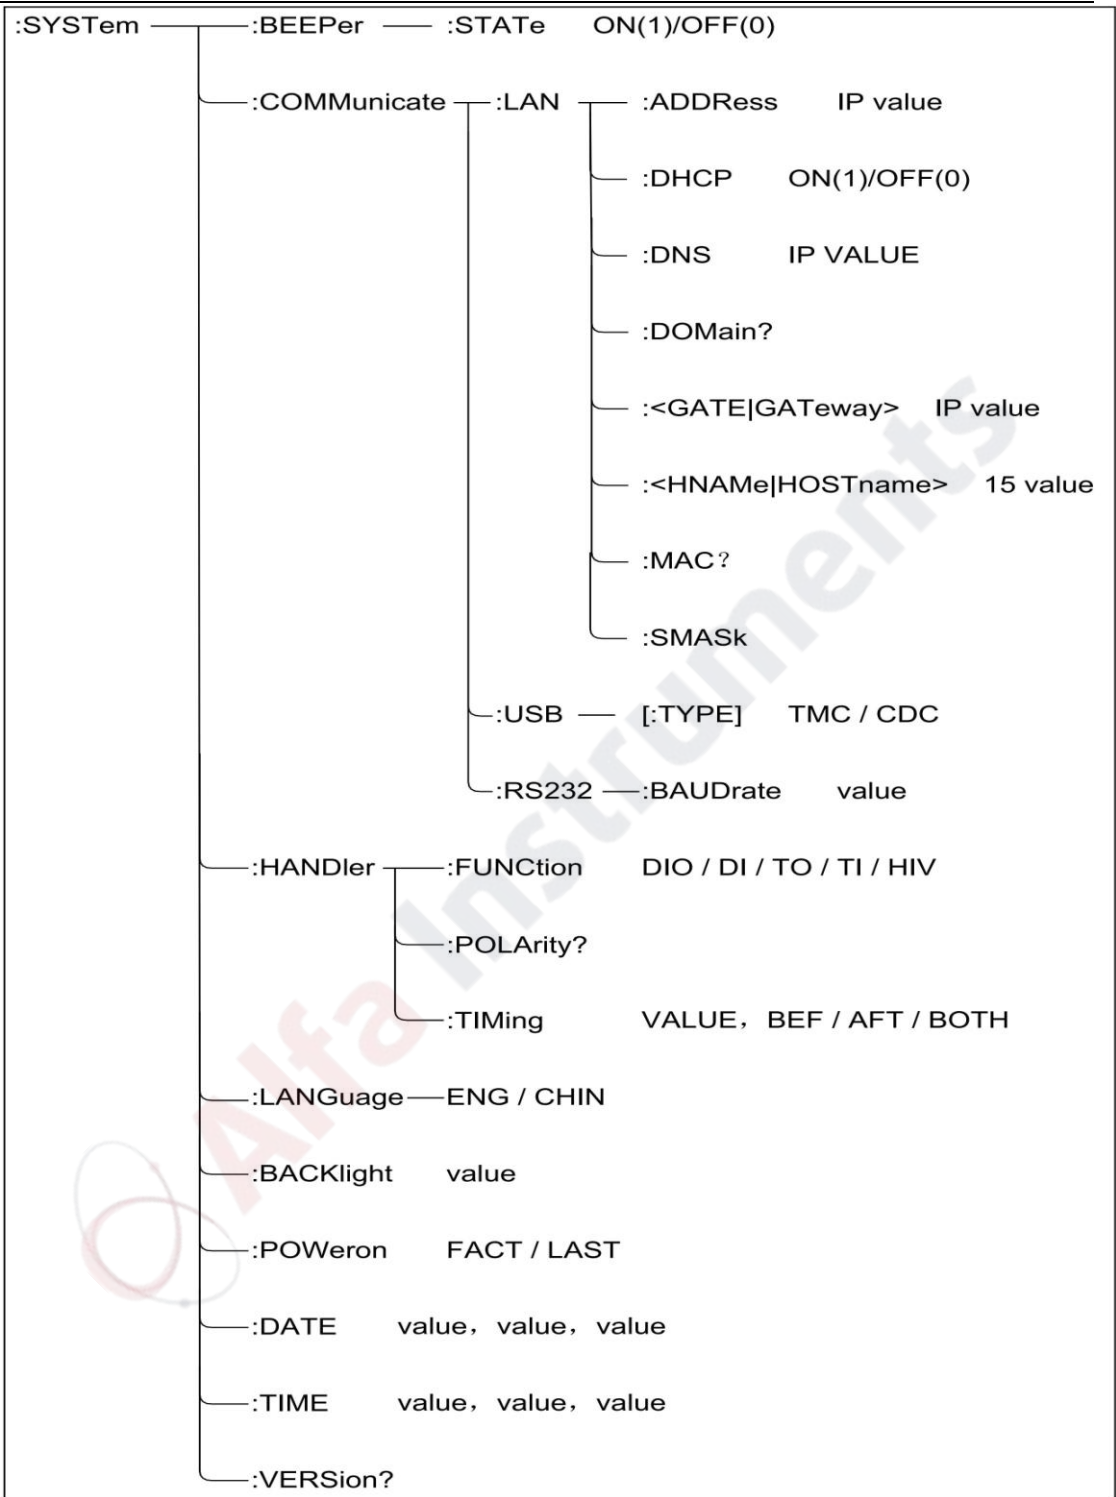 :SYSTem :BEEPer :STATe ON(1)/OFF(0)
:COMMunicate :LAN :ADDRess IP value
:DHCP ON(1)/OFF(0)
:DNS IP VALUE
:DOMain?
:<GATE|GATeway> IP value
:<HNAMe|HOSTname> 15 value
:MAC？
:SMASk
:USB [:TYPE] TMC / CDC
:RS232 :BAUDrate value
:HANDler :FUNCtion DIO / DI / TO / TI / HIV
:POLArity?
:TIMing VALUE，BEF / AFT / BOTH
:LANGuage ENG / CHIN
:BACKlight value
:POWeron FACT / LAST
:DATE value，value，value
:TIME value，value，value
:VERSion?
Alfa Instruments